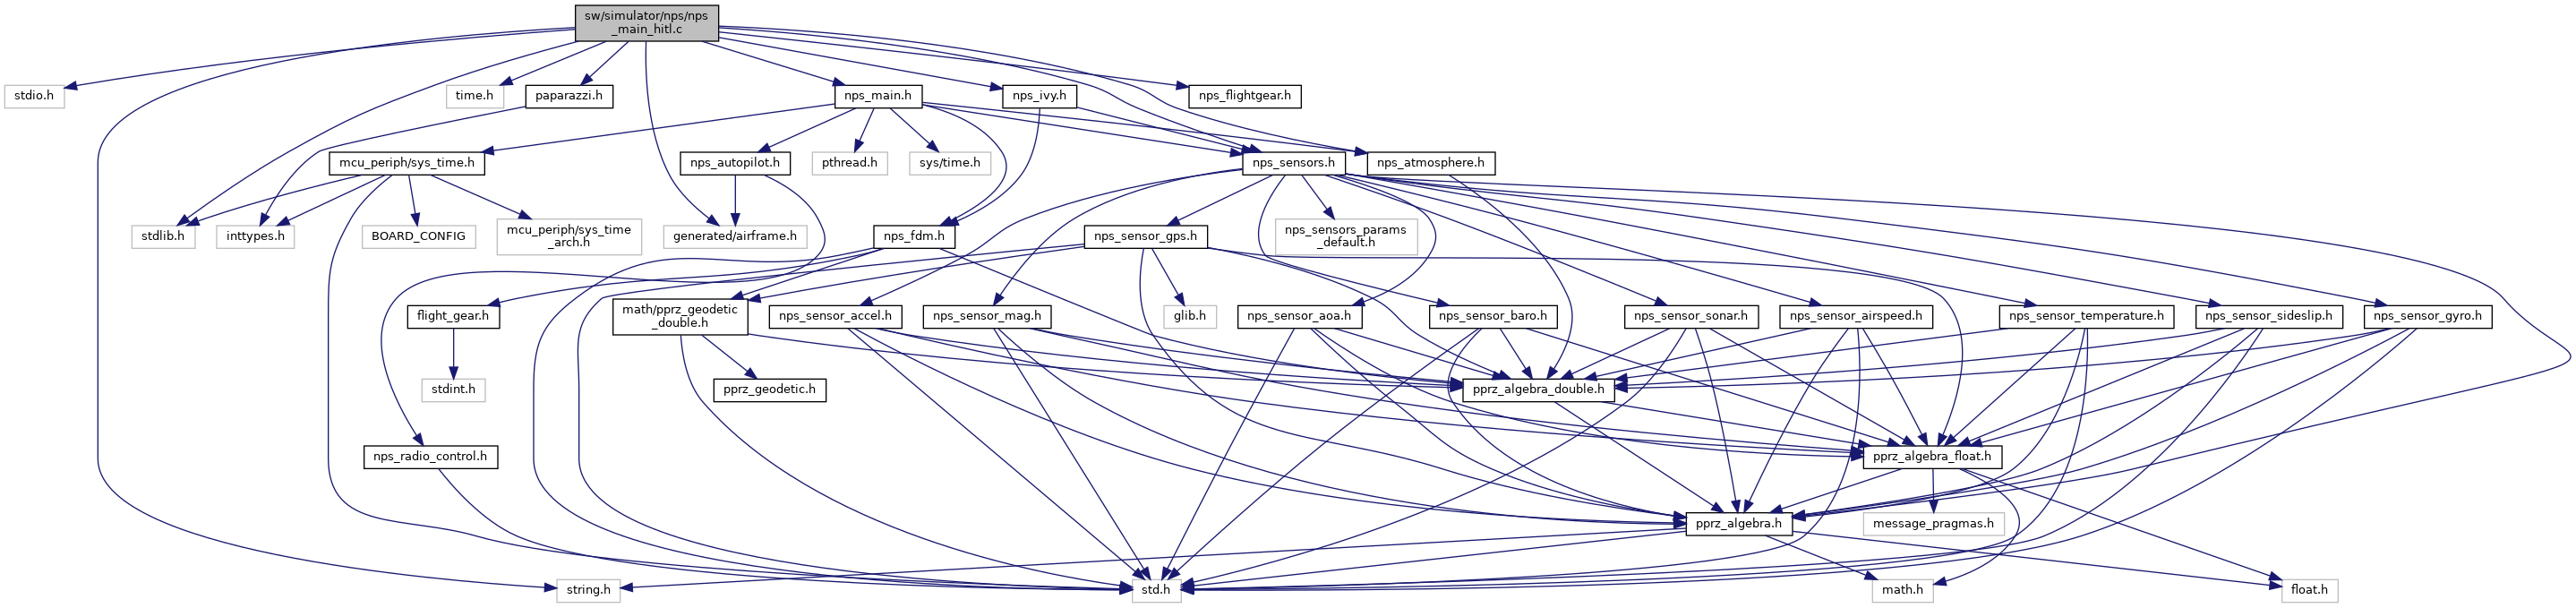 sw/simulator/nps/nps
_main_hitl.c
stdio.h
time.h
paparazzi.h
nps_main.h
nps_ivy.h
nps_flightgear.h
mcu_periph/sys_time.h
nps_autopilot.h
pthread.h
sys/time.h
nps_sensors.h
nps_atmosphere.h
stdlib.h
inttypes.h
BOARD_CONFIG
mcu_periph/sys_time
_arch.h
generated/airframe.h
nps_fdm.h
nps_sensor_gps.h
nps_sensors_params
_default.h
flight_gear.h
math/pprz_geodetic
_double.h
nps_sensor_accel.h
nps_sensor_mag.h
glib.h
nps_sensor_aoa.h
nps_sensor_baro.h
nps_sensor_sonar.h
nps_sensor_airspeed.h
nps_sensor_temperature.h
nps_sensor_sideslip.h
nps_sensor_gyro.h
stdint.h
pprz_geodetic.h
pprz_algebra_double.h
nps_radio_control.h
pprz_algebra_float.h
pprz_algebra.h
message_pragmas.h
string.h
std.h
math.h
float.h